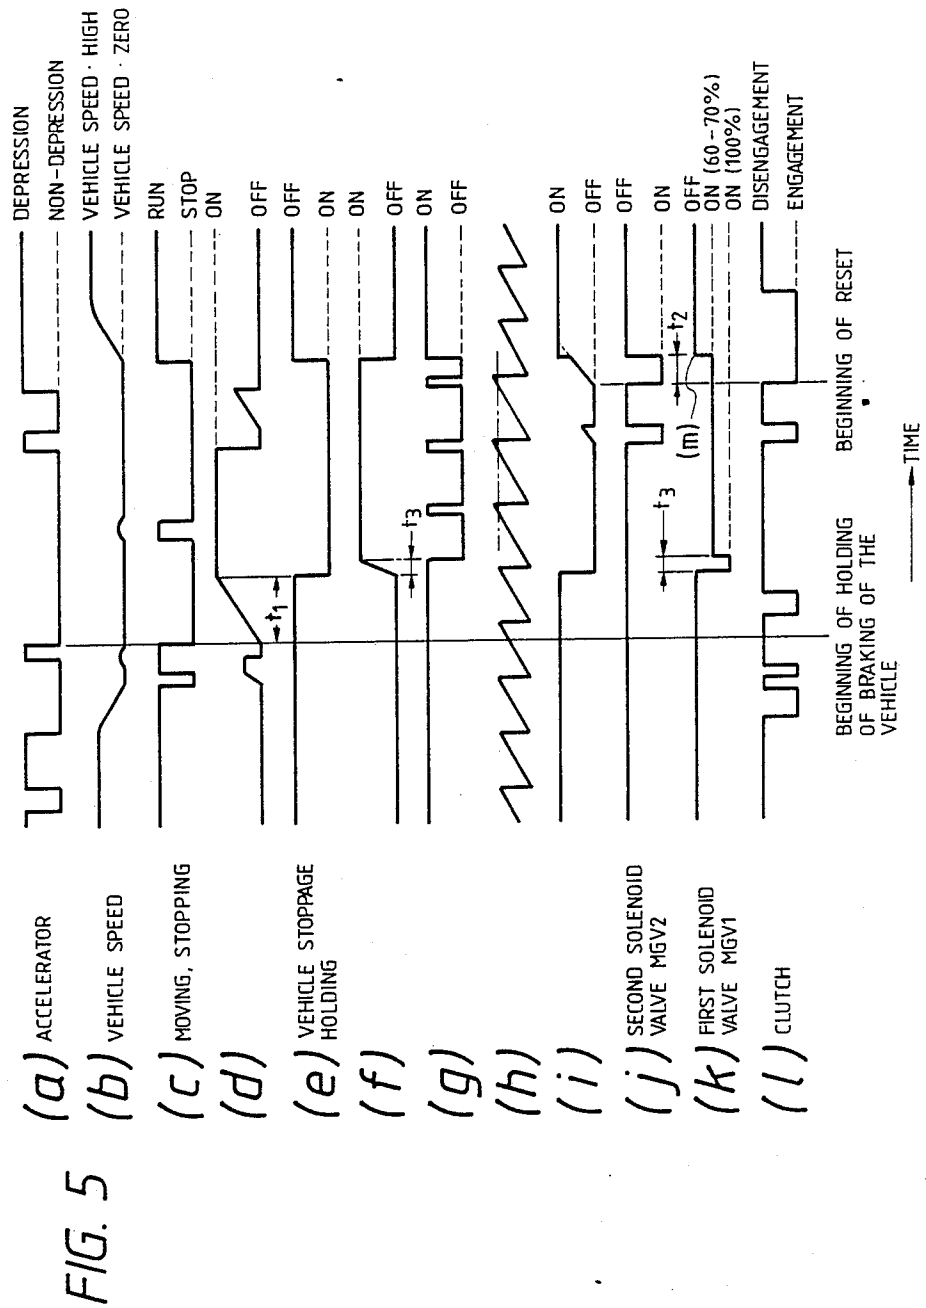 FIG. 5
(a) ACCELERATOR
DEPRESSION
NON-DEPRESSION
(b) VEHICLE SPEED
VEHICLE SPEED · HIGH
VEHICLE SPEED · ZERO
(c) MOVING, STOPPING
RUN
STOP
(d)
ON
OFF
t1
(e) VEHICLE STOPPAGE
HOLDING
OFF
ON
(f)
ON
OFF
t3
(g)
ON
OFF
(h)
(i)
ON
OFF
(j) SECOND SOLENOID
VALVE MGV2
OFF
ON
(k) FIRST SOLENOID
VALVE MGV1
t3
(m)
t2
OFF
ON (60-70%)
ON (100%)
(l) CLUTCH
DISENGAGEMENT
ENGAGEMENT
BEGINNING OF HOLDING
OF BRAKING OF THE
VEHICLE
BEGINNING OF RESET
TIME